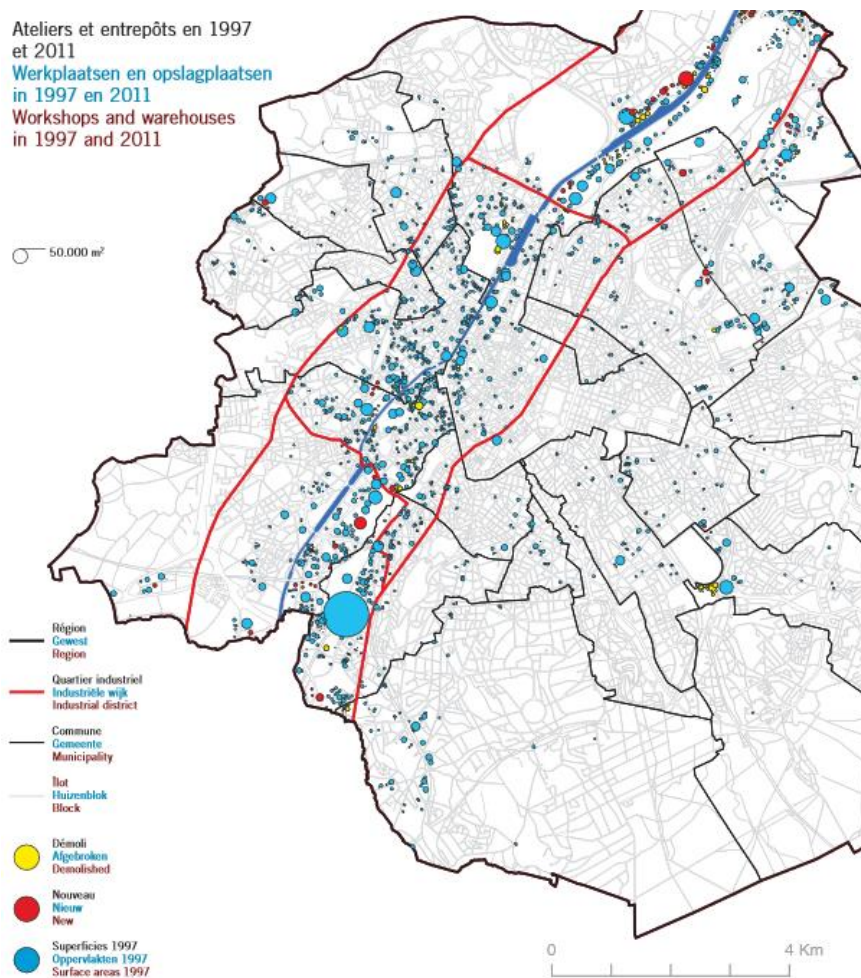 Ateliers et entrepôts en 1997
et 2011
Werkplaatsen en opslagplaatsen
in 1997 en 2011
Workshops and warehouses
in 1997 and 2011
50.000 m²
Région
Gewest
Region
Quartier industriel
Industriële wijk
Industrial district
Commune
Gemeente
Municipality
Îlot
Huizenblok
Block
Démoli
Afgebroken
Demolished
Nouveau
Nieuw
New
Superficies 1997
Oppervlakten 1997
Surface areas 1997
0 4 Km